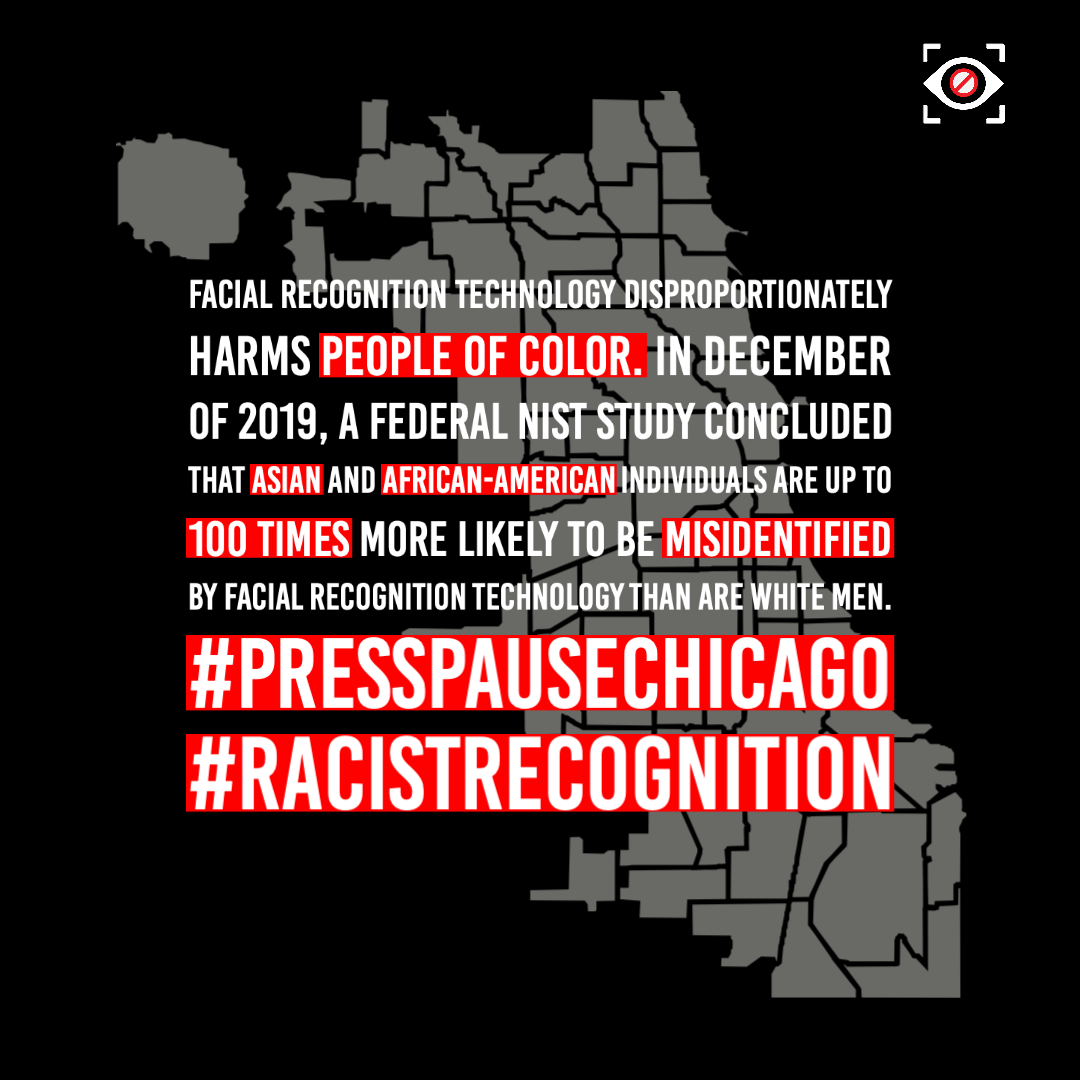 FACIAL RECOGNITION TECHNOLOGY DISPROPORTIONATELY
HARMS PEOPLE OF COLOR. IN DECEMBER
OF 2019, A FEDERAL NIST STUDY CONCLUDED
THAT ASIAN AND AFRICAN-AMERICAN INDIVIDUALS ARE UP TO
100 TIMES MORE LIKELY TO BE MISIDENTIFIED
BY FACIAL RECOGNITION TECHNOLOGY THAN ARE WHITE MEN.
#PRESSPAUSECHICAGO
#RACISTRECOGNITION